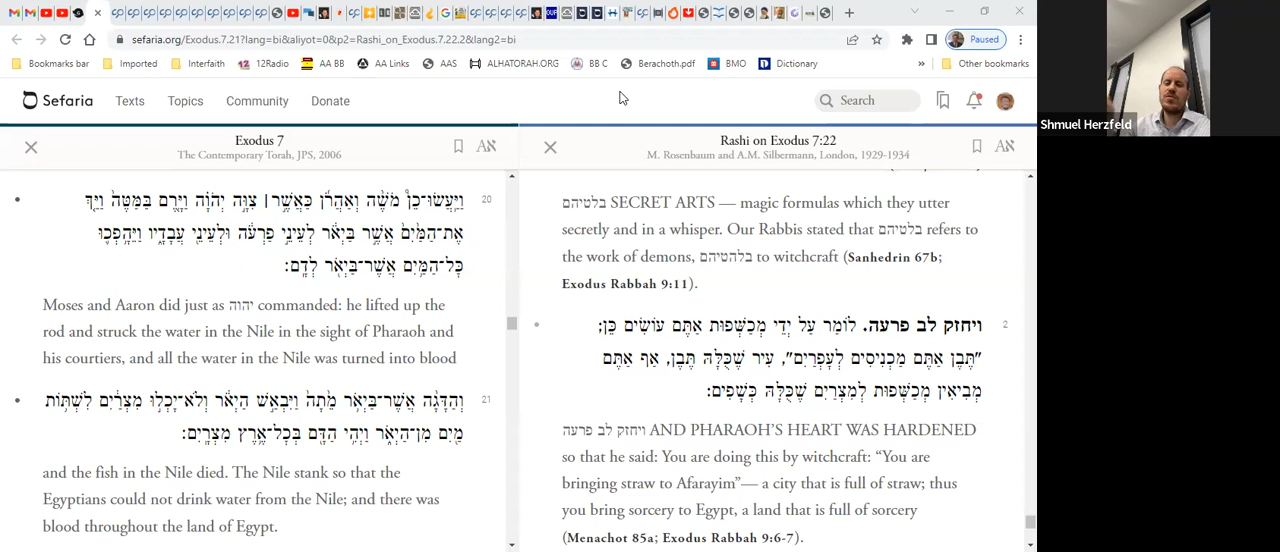 sefaria.org/Exodus.7.21?lang=bi&aliyot=0&p2=Rashi_on_Exodus.7.22.2&lang2=bi
Paused
Bookmarks bar Imported Interfaith 12Radio AA BB AA Links AAS ALHATORAH.ORG BB C Berachoth.pdf BMO Dictionary » Other bookmarks
Sefaria Texts Topics Community Donate Search
Exodus 7
The Contemporary Torah, JPS, 2006
20
וַיַּֽעֲשׂוּ־כֵן֩ מֹשֶׁ֨ה וְאַהֲרֹ֜ן כַּאֲשֶׁ֣ר ׀ צִוָּ֣ה יְהֹוָ֗ה וַיָּ֤רֶם בַּמַּטֶּה֙ וַיַּ֤ךְ
אֶת־הַמַּ֙יִם֙ אֲשֶׁ֣ר בַּיְאֹ֔ר לְעֵינֵ֣י פַרְעֹ֔ה וּלְעֵינֵ֖י עֲבָדָ֑יו וַיֵּהָֽפְכ֛וּ
כׇּל־הַמַּ֥יִם אֲשֶׁר־בַּיְאֹ֖ר לְדָֽם׃
Moses and Aaron did just as יהוה commanded: he lifted up the
rod and struck the water in the Nile in the sight of Pharaoh and
his courtiers, and all the water in the Nile was turned into blood
21
וְהַדָּגָ֨ה אֲשֶׁר־בַּיְאֹ֥ר מֵ֙תָה֙ וַיִּבְאַ֣שׁ הַיְאֹ֔ר וְלֹא־יָכְל֣וּ מִצְרַ֔יִם לִשְׁתּ֥וֹת
מַ֖יִם מִן־הַיְאֹ֑ר וַיְהִ֥י הַדָּ֖ם בְּכׇל־אֶ֥רֶץ מִצְרָֽיִם׃
and the fish in the Nile died. The Nile stank so that the
Egyptians could not drink water from the Nile; and there was
blood throughout the land of Egypt.
Rashi on Exodus 7:22
M. Rosenbaum and A.M. Silbermann, London, 1929-1934
בלטיהם SECRET ARTS — magic formulas which they utter
secretly and in a whisper. Our Rabbis stated that בלטיהם refers to
the work of demons, בלהטיהם to witchcraft (Sanhedrin 67b;
Exodus Rabbah 9:11).
2
ויחזק לב פרעה. לוֹמַר עַל יְדֵי מְכַשְּׁפוּת אַתֶּם עוֹשִׂים כֵּן;
"תֶּבֶן אַתֶּם מַכְנִיסִים לְעָפְרַיִם", עִיר שֶׁכֻּלָּהּ תֶּבֶן, אַף אַתֶּם
מְבִיאִין מְכַשְּׁפוּת לְמִצְרַיִם שֶׁכֻּלָּהּ כְּשָׁפִים:
ויחזק לב פרעה AND PHARAOH'S HEART WAS HARDENED
so that he said: You are doing this by witchcraft: “You are
bringing straw to Afarayim”— a city that is full of straw; thus
you bring sorcery to Egypt, a land that is full of sorcery
(Menachot 85a; Exodus Rabbah 9:6-7).
Shmuel Herzfeld